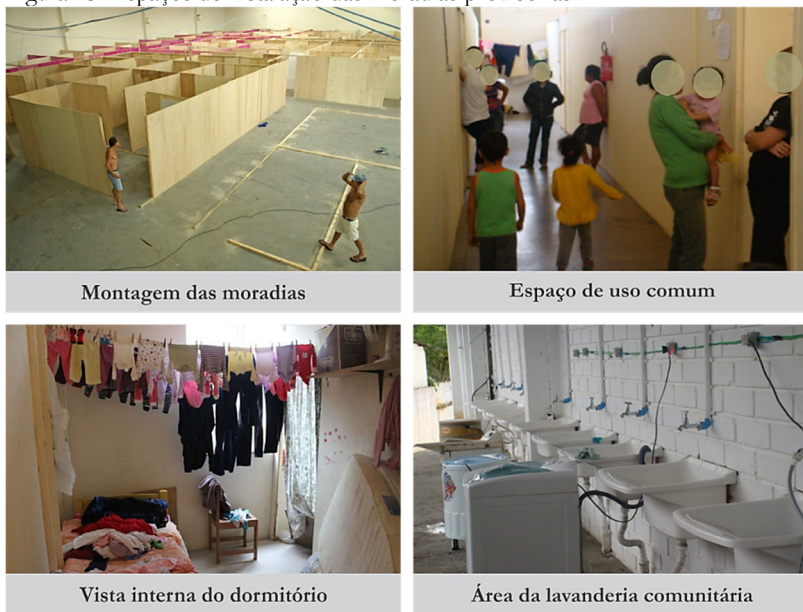 Montagem das moradias
Espaço de uso comum
Vista interna do dormitório
Área da lavanderia comunitária